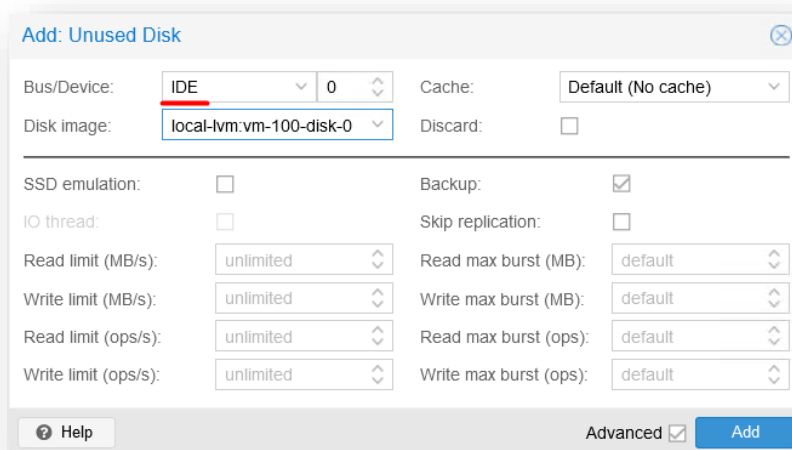 Add: Unused Disk
Bus/Device: IDE 0 Cache: Default (No cache)
Disk image: local-lvm:vm-100-disk-0 Discard:
SSD emulation: Backup:
IO thread: Skip replication:
Read limit (MB/s): unlimited Read max burst (MB): default
Write limit (MB/s): unlimited Write max burst (MB): default
Read limit (ops/s): unlimited Read max burst (ops): default
Write limit (ops/s): unlimited Write max burst (ops): default
Help Advanced Add